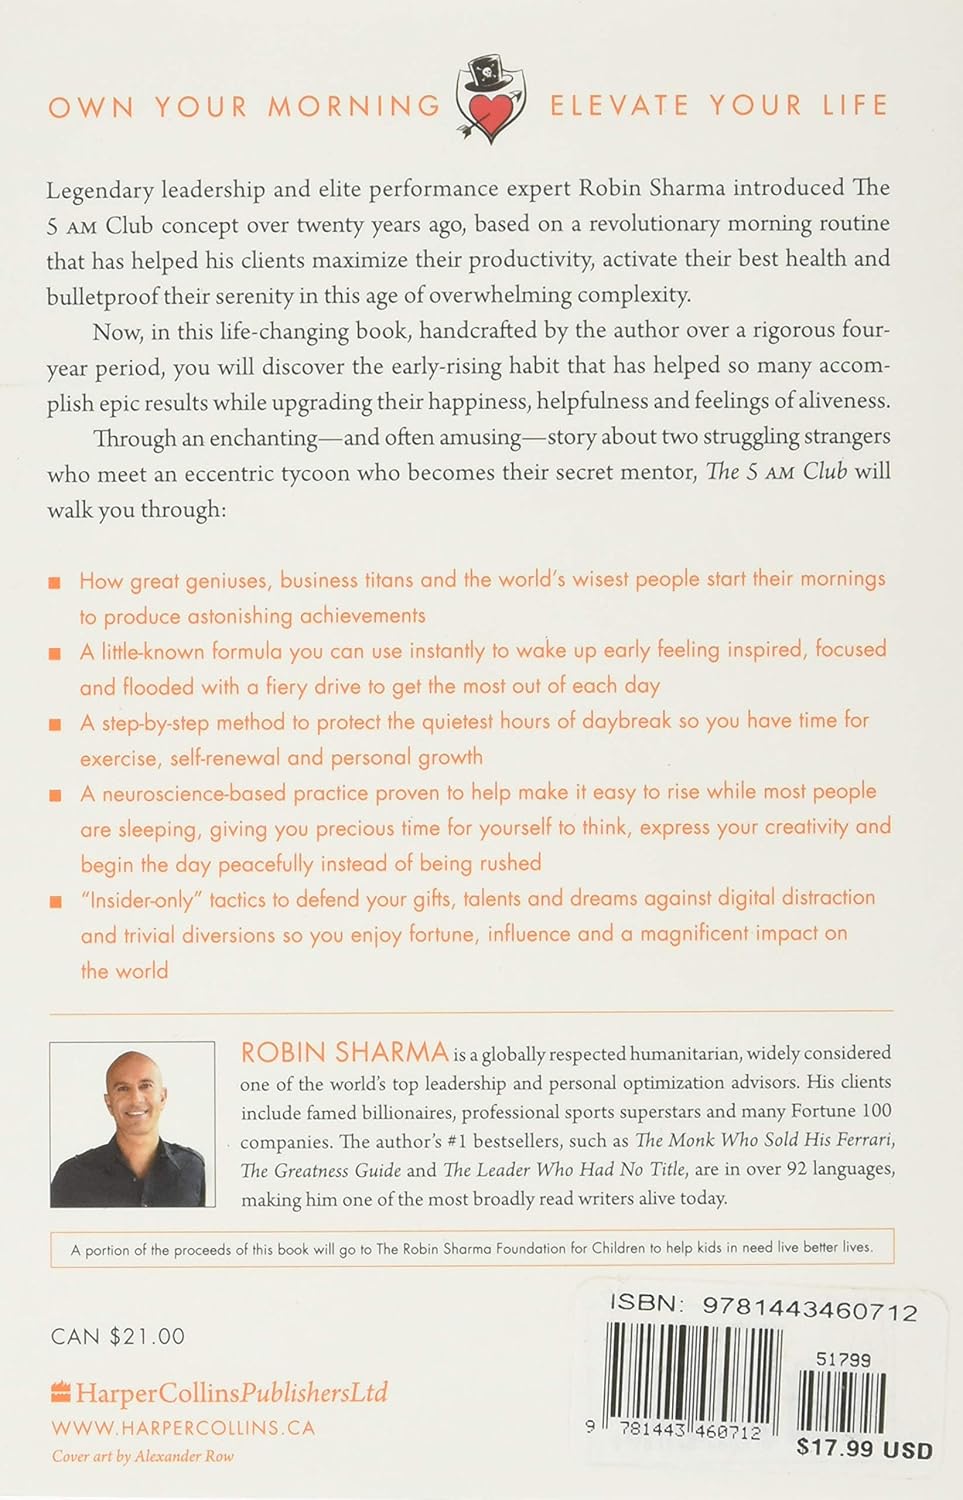 OWN YOUR MORNING ELEVATE YOUR LIFE
Legendary leadership and elite performance expert Robin Sharma introduced The
5 AM Club concept over twenty years ago, based on a revolutionary morning routine
that has helped his clients maximize their productivity, activate their best health and
bulletproof their serenity in this age of overwhelming complexity.
Now, in this life-changing book, handcrafted by the author over a rigorous four-
year period, you will discover the early-rising habit that has helped so many accom-
plish epic results while upgrading their happiness, helpfulness and feelings of aliveness.
Through an enchanting—and often amusing—story about two struggling strangers
who meet an eccentric tycoon who becomes their secret mentor, The 5 AM Club will
walk you through:
■ How great geniuses, business titans and the world's wisest people start their mornings
to produce astonishing achievements
■ A little-known formula you can use instantly to wake up early feeling inspired, focused
and flooded with a fiery drive to get the most out of each day
■ A step-by-step method to protect the quietest hours of daybreak so you have time for
exercise, self-renewal and personal growth
■ A neuroscience-based practice proven to help make it easy to rise while most people
are sleeping, giving you precious time for yourself to think, express your creativity and
begin the day peacefully instead of being rushed
■ "Insider-only" tactics to defend your gifts, talents and dreams against digital distraction
and trivial diversions so you enjoy fortune, influence and a magnificent impact on
the world
ROBIN SHARMA is a globally respected humanitarian, widely considered
one of the world's top leadership and personal optimization advisors. His clients
include famed billionaires, professional sports superstars and many Fortune 100
companies. The author's #1 bestsellers, such as The Monk Who Sold His Ferrari,
The Greatness Guide and The Leader Who Had No Title, are in over 92 languages,
making him one of the most broadly read writers alive today.
A portion of the proceeds of this book will go to The Robin Sharma Foundation for Children to help kids in need live better lives.
CAN $21.00
HarperCollinsPublishersLtd
WWW.HARPERCOLLINS.CA
Cover art by Alexander Row
ISBN: 9781443460712
51799
9 781443 460712
$17.99 USD